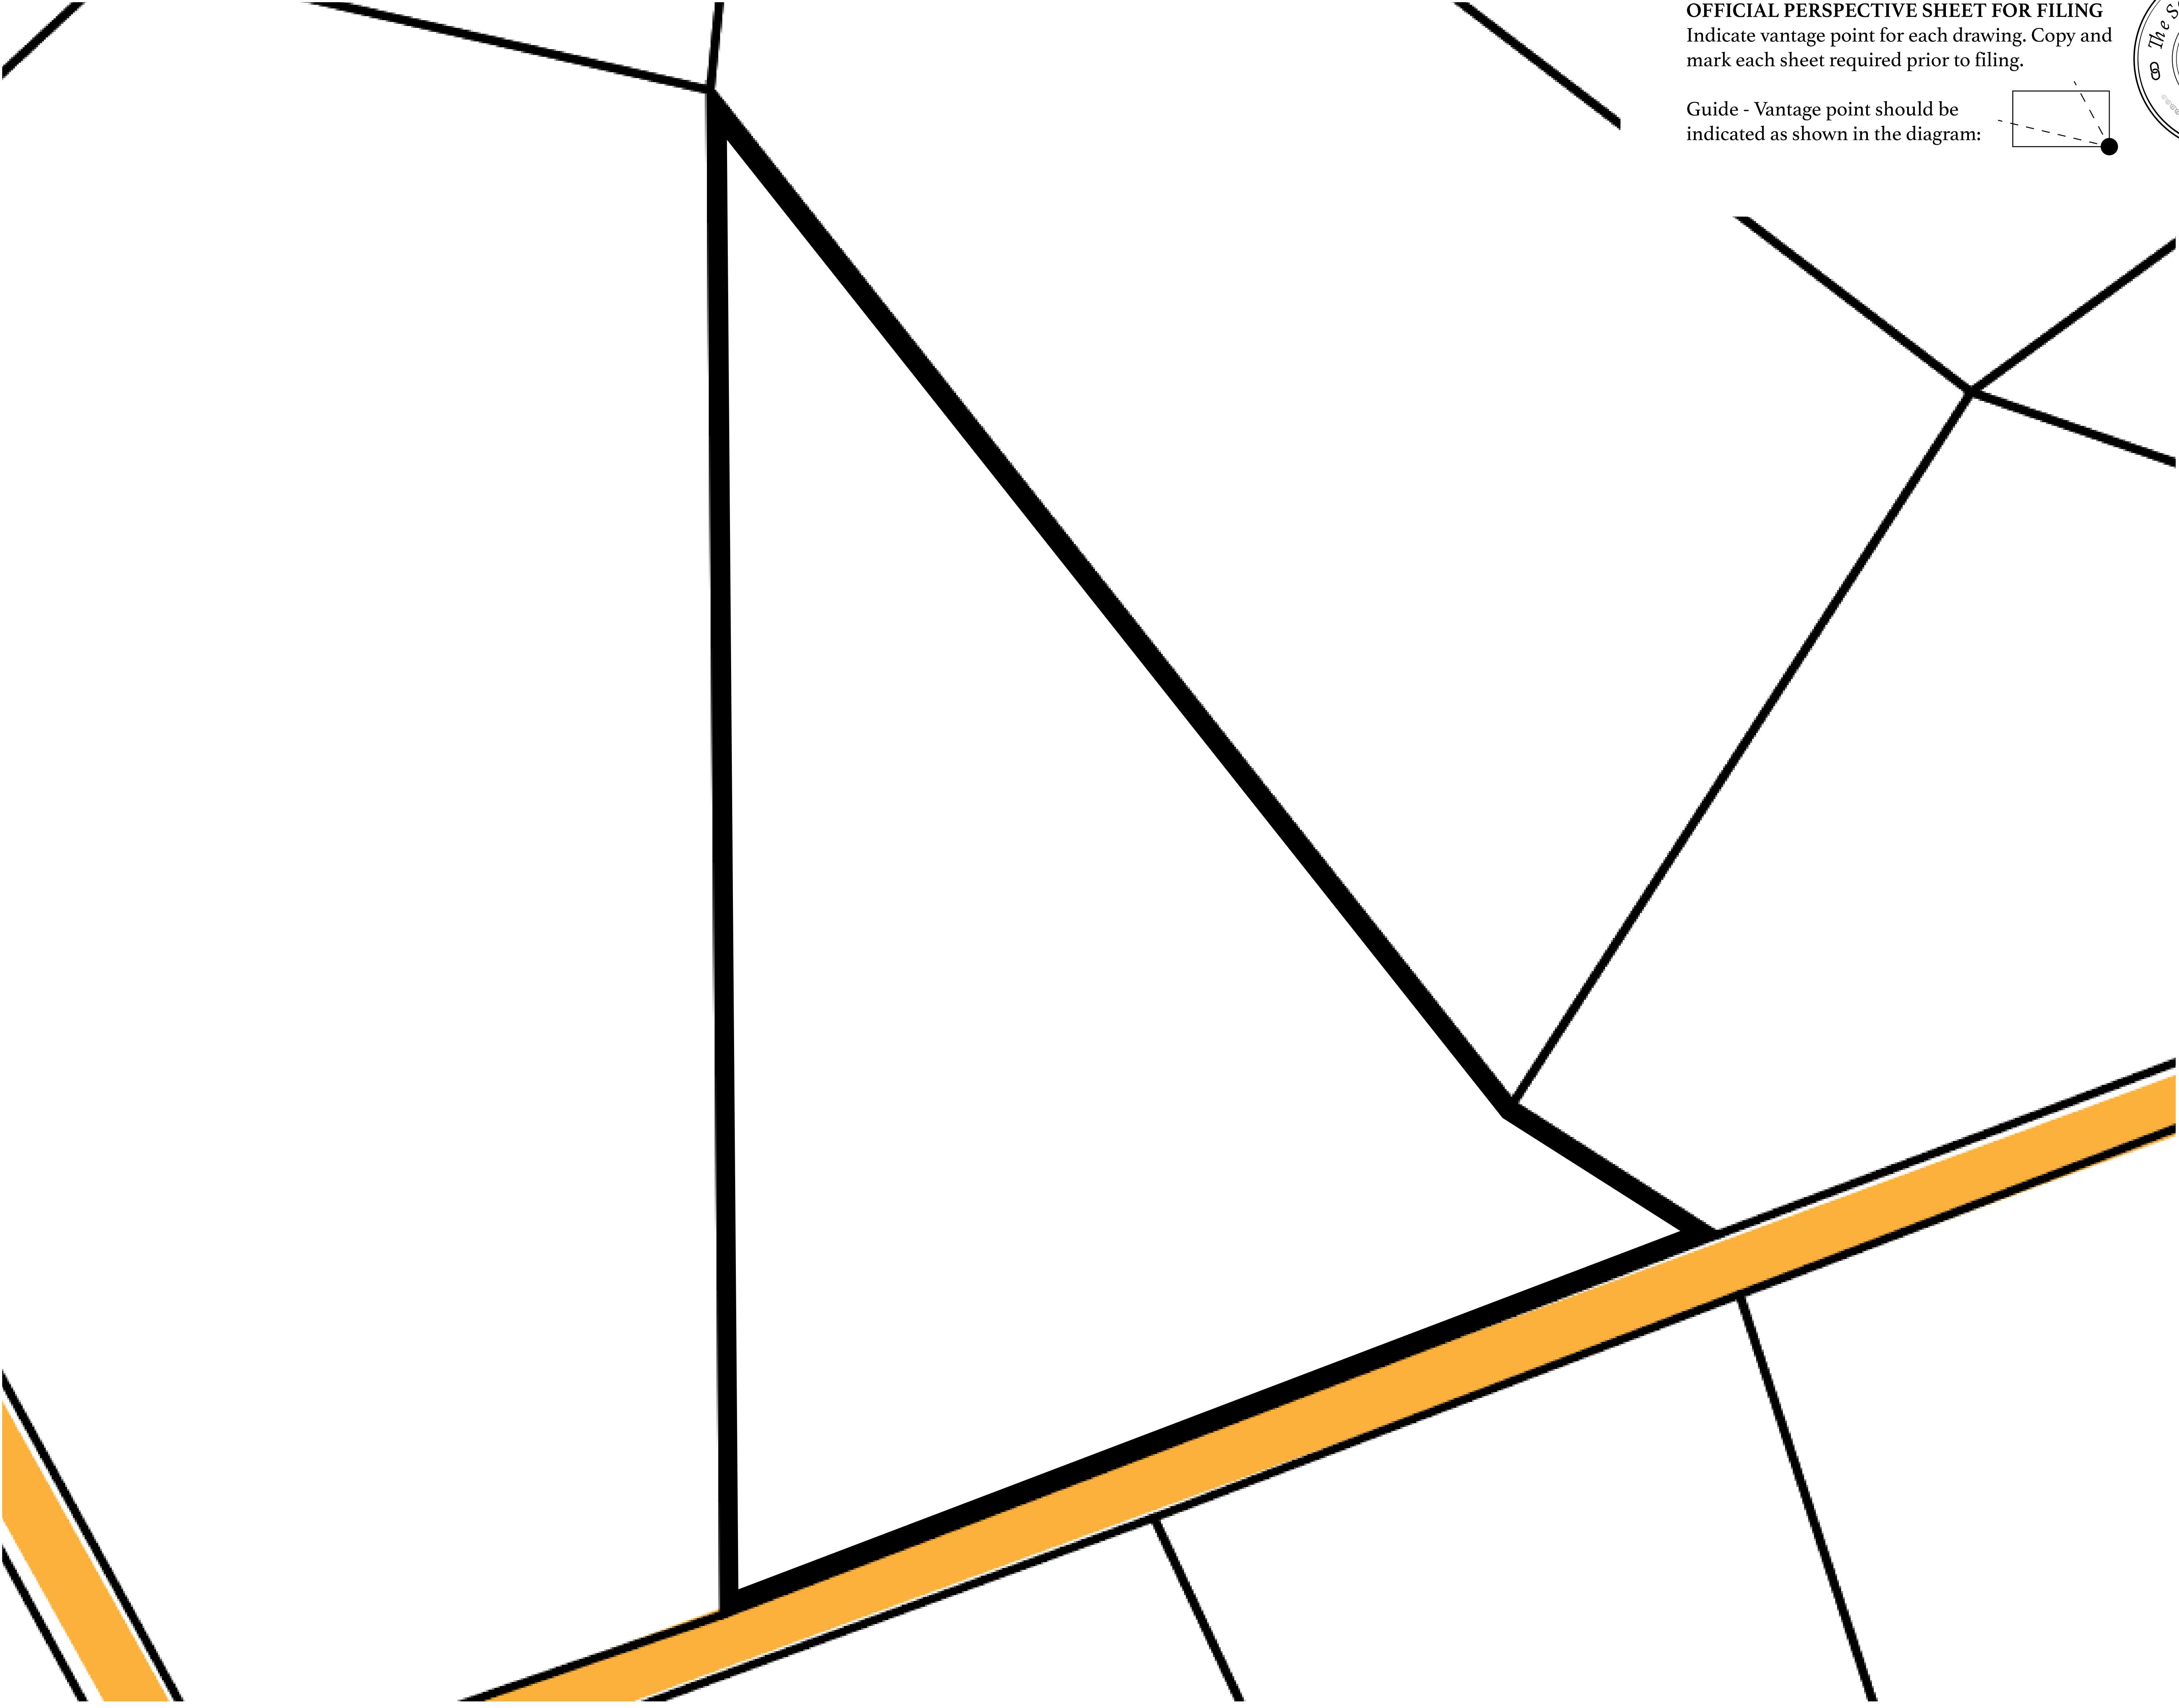 OFFICIAL PERSPECTIVE SHEET FOR FILING
Indicate vantage point for each drawing. Copy and
mark each sheet required prior to filing.
Guide - Vantage point should be
indicated as shown in the diagram:
The